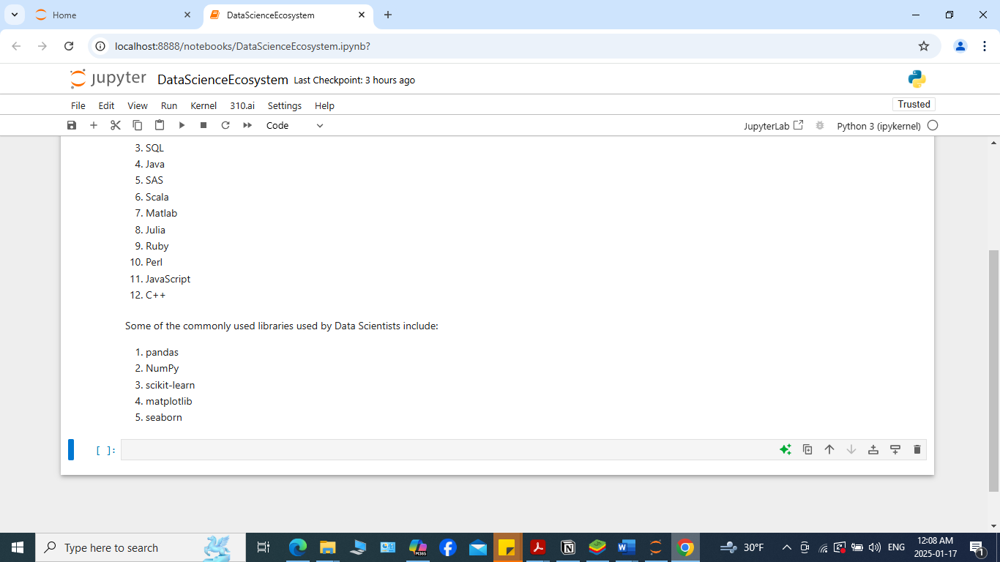 Home
DataScienceEcosystem
localhost:8888/notebooks/DataScienceEcosystem.ipynb?
jupyter DataScienceEcosystem Last Checkpoint: 3 hours ago
File Edit View Run Kernel 310.ai Settings Help Trusted
Code JupyterLab Python 3 (ipykernel)
3. SQL
4. Java
5. SAS
6. Scala
7. Matlab
8. Julia
9. Ruby
10. Perl
11. JavaScript
12. C++
Some of the commonly used libraries used by Data Scientists include:
1. pandas
2. NumPy
3. scikit-learn
4. matplotlib
5. seaborn
[ ]:
Type here to search
M365
30°F
ENG
12:08 AM
2025-01-17
1